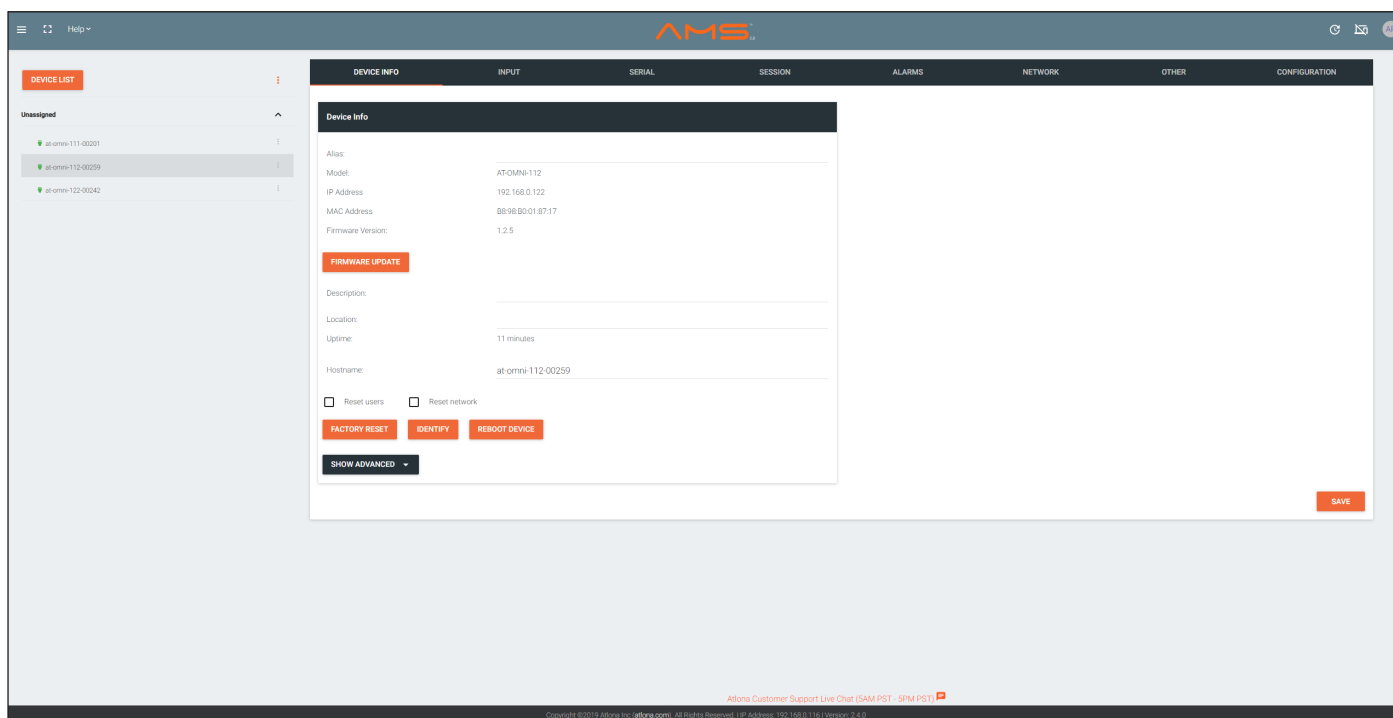 Help
AMS
DEVICE LIST
Unassigned
at-omni-111-00201
at-omni-112-00259
at-omni-122-00242
DEVICE INFO INPUT SERIAL SESSION ALARMS NETWORK OTHER CONFIGURATION
Device Info
Alias:
Model: AT-OMNI-112
IP Address 192.168.0.122
MAC Address B8:98:B0:01:87:17
Firmware Version: 1.2.5
FIRMWARE UPDATE
Description:
Location:
Uptime: 11 minutes
Hostname: at-omni-112-00259
Reset users Reset network
FACTORY RESET IDENTIFY REBOOT DEVICE
SHOW ADVANCED
SAVE
Atlona Customer Support Live Chat (5AM PST - 5PM PST)
Copyright ©2019 Atlona Inc (atlona.com). All Rights Reserved. | IP Address: 192.168.0.116 | Version: 2.4.0